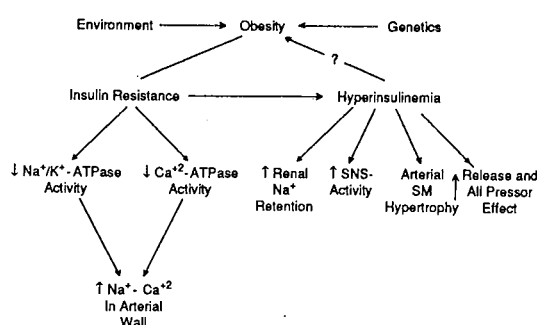 Environment Obesity Genetics
?
Insulin Resistance Hyperinsulinemia
↓ Na⁺/K⁺-ATPase
Activity
↓ Ca⁺²-ATPase
Activity
↑ Renal
Na⁺
Retention
↑ SNS-
Activity
Arterial
SM
Hypertrophy
↑ Release and
AII Pressor
Effect
↑ Na⁺- Ca⁺²
In Arterial
Wall